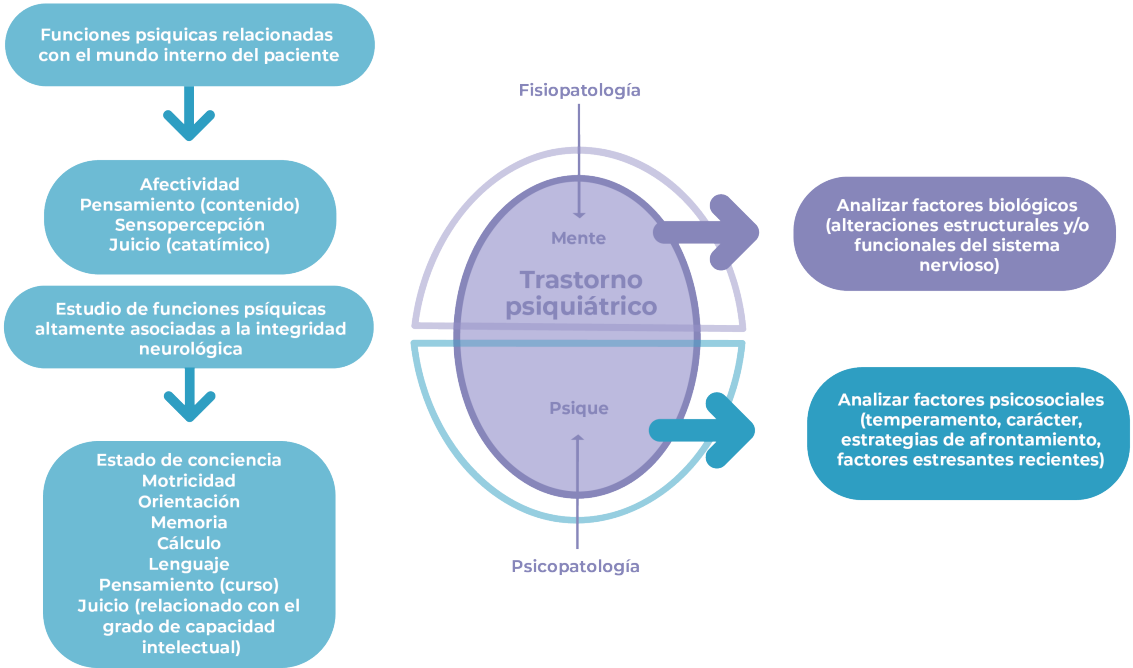 Funciones psiquicas relacionadas
con el mundo interno del paciente
Afectividad
Pensamiento (contenido)
Sensopercepción
Juicio (catatímico)
Estudio de funciones psíquicas
altamente asociadas a la integridad
neurológica
Estado de conciencia
Motricidad
Orientación
Memoria
Cálculo
Lenguaje
Pensamiento (curso)
Juicio (relacionado con el
grado de capacidad
intelectual)
Fisiopatología
Mente
Trastorno
psiquiátrico
Psique
Psicopatología
Analizar factores biológicos
(alteraciones estructurales y/o
funcionales del sistema
nervioso)
Analizar factores psicosociales
(temperamento, carácter,
estrategias de afrontamiento,
factores estresantes recientes)